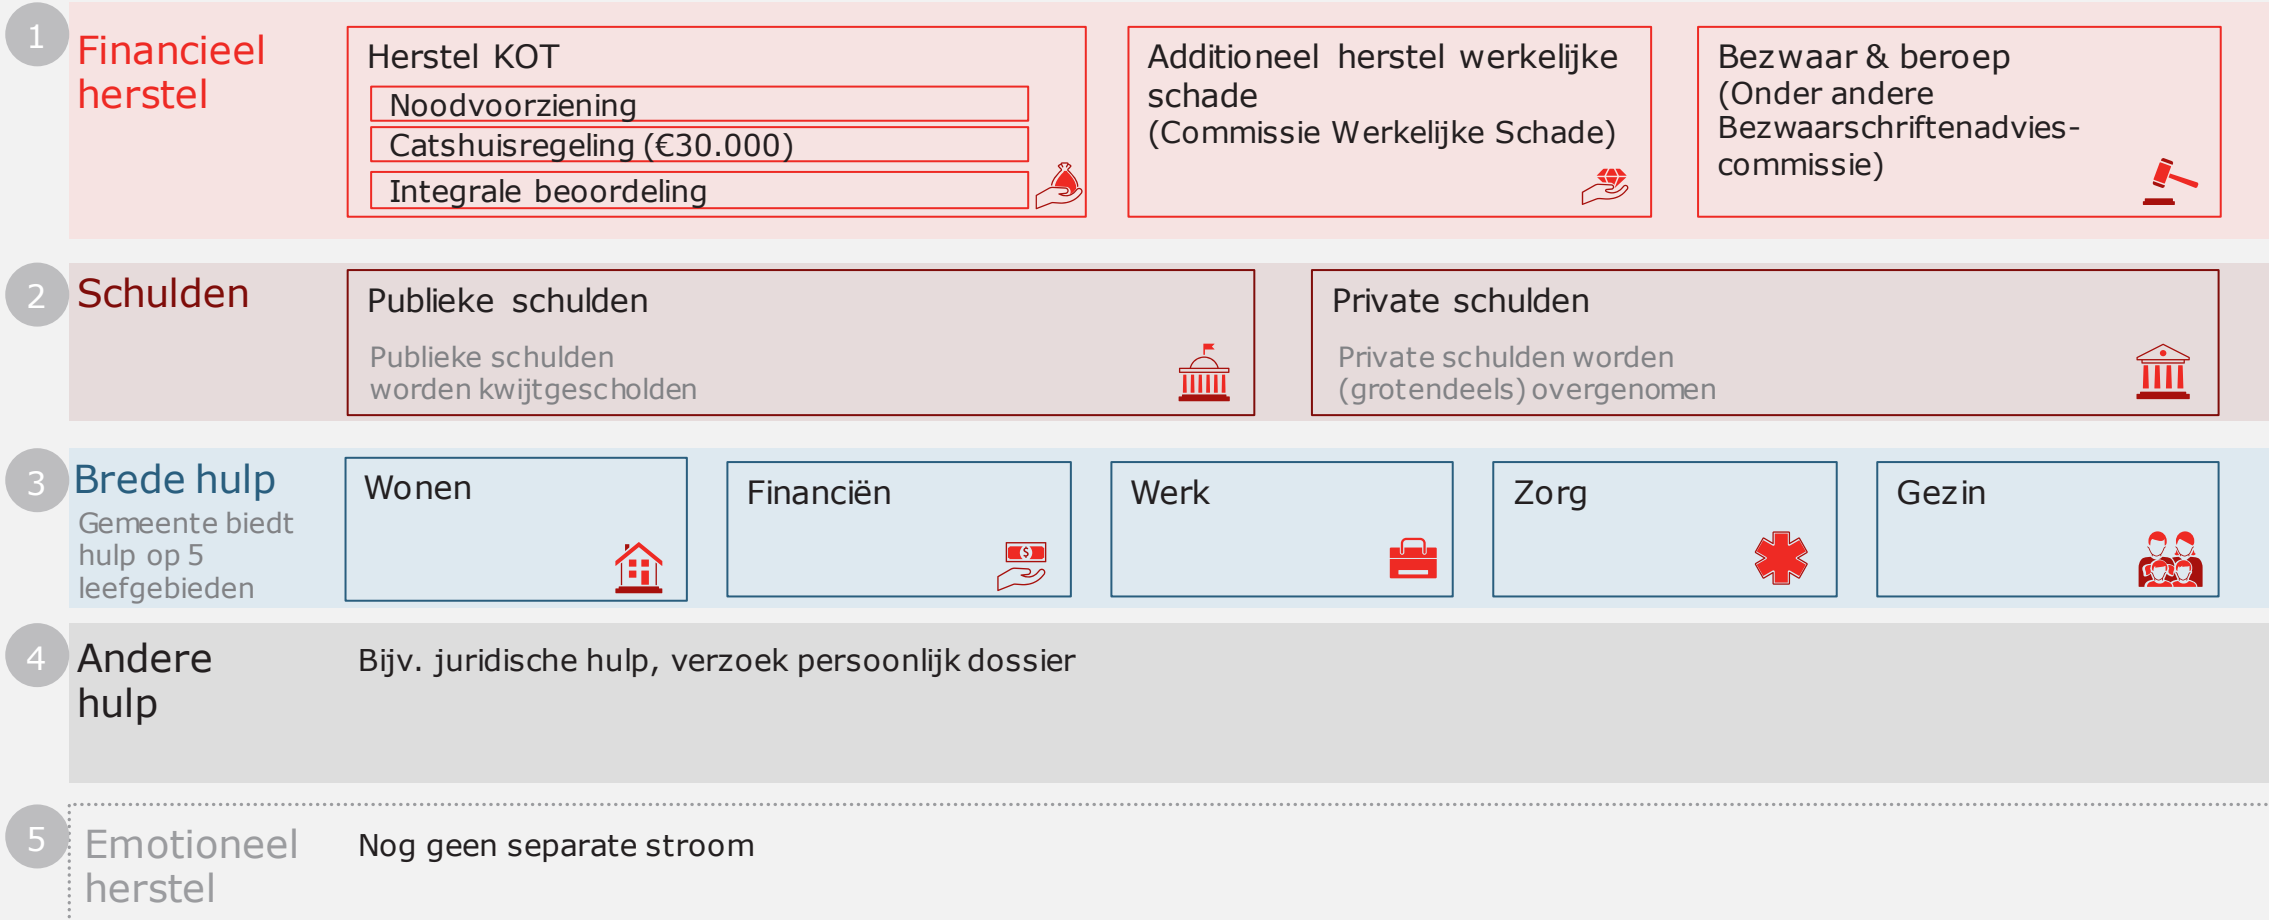 1
Financieel
herstel
Herstel KOT
Noodvoorziening
Catshuisregeling (€30.000)
Integrale beoordeling
Additioneel herstel werkelijke
schade
(Commissie Werkelijke Schade)
Bezwaar & beroep
(Onder andere
Bezwaarschriftenadvies-
commissie)
2
Schulden
Publieke schulden
Publieke schulden
worden kwijtgescholden
Private schulden
Private schulden worden
(grotendeels) overgenomen
3
Brede hulp
Gemeente biedt
hulp op 5
leefgebieden
Wonen
Financiën
$
Werk
Zorg
Gezin
4
Andere
hulp
Bijv. juridische hulp, verzoek persoonlijk dossier
5
Emotioneel
herstel
Nog geen separate stroom